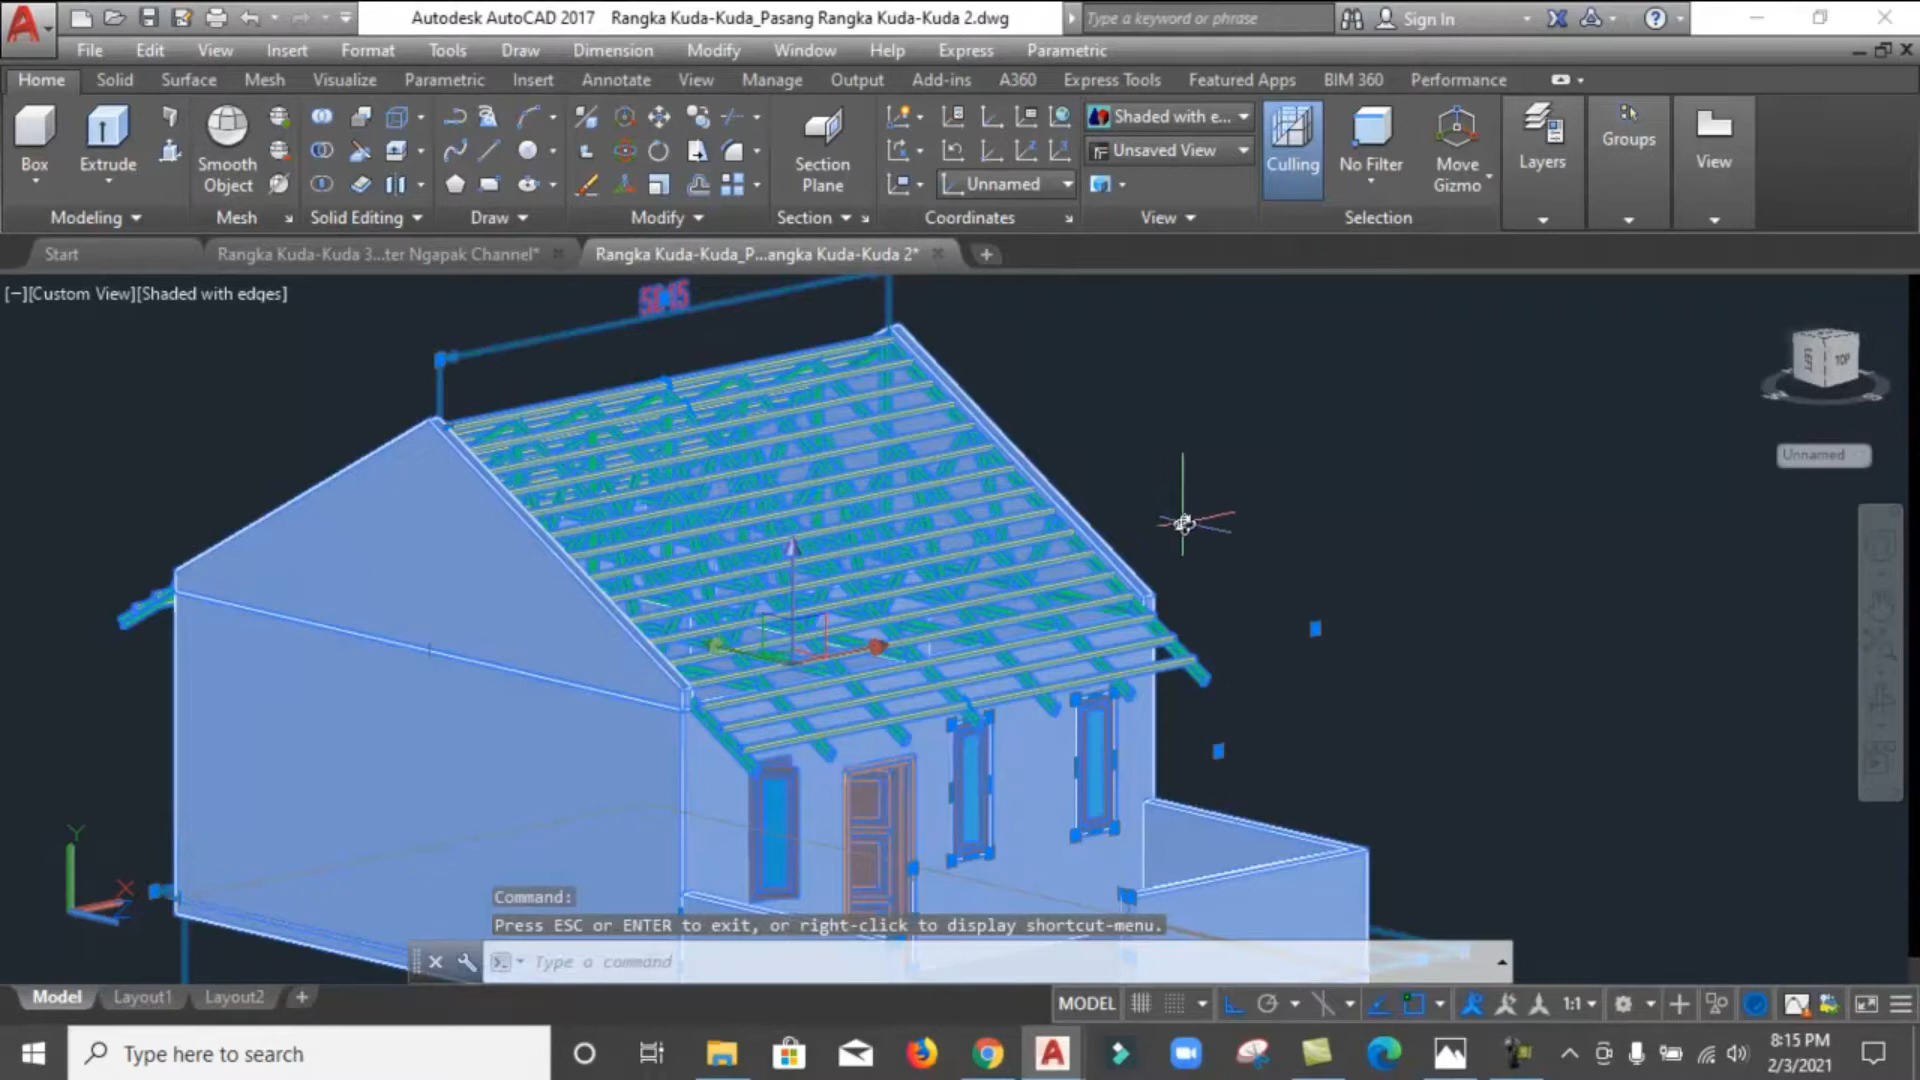 Autodesk AutoCAD 2017 Rangka Kuda-Kuda_Pasang Rangka Kuda-Kuda 2.dwg
Type a keyword or phrase
Sign In
File Edit View Insert Format Tools Draw Dimension Modify Window Help Express Parametric
Home Solid Surface Mesh Visualize Parametric Insert Annotate View Manage Output Add-ins A360 Express Tools Featured Apps BIM 360 Performance
Box
Extrude
Smooth Object
Section Plane
Shaded with e...
Unsaved View
Unnamed
Culling
No Filter
Move Gizmo
Layers
Groups
View
Modeling Mesh Solid Editing Draw Modify Section Coordinates View Selection
Start Rangka Kuda-Kuda 3...ter Ngapak Channel* Rangka Kuda-Kuda_P...angka Kuda-Kuda 2*
[−][Custom View][Shaded with edges]
LEFT TOP
Unnamed
Y
X
Z
Command:
Press ESC or ENTER to exit, or right-click to display shortcut-menu.
Type a command
Model Layout1 Layout2
MODEL
1:1
Type here to search
8:15 PM
2/3/2021